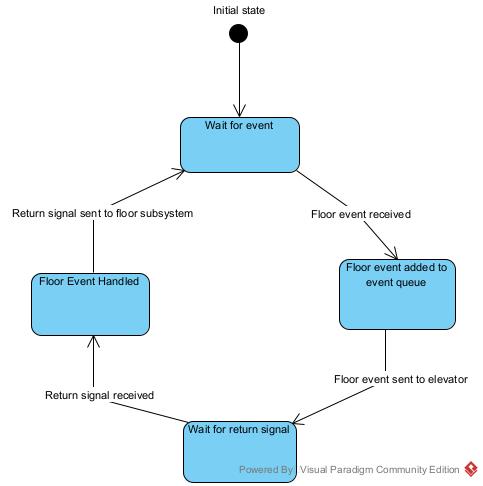 Initial state
Wait for event
Return signal sent to floor subsystem
Floor event received
Floor Event Handled
Floor event added to
event queue
Return signal received
Floor event sent to elevator
Wait for return signal
Powered By Visual Paradigm Community Edition